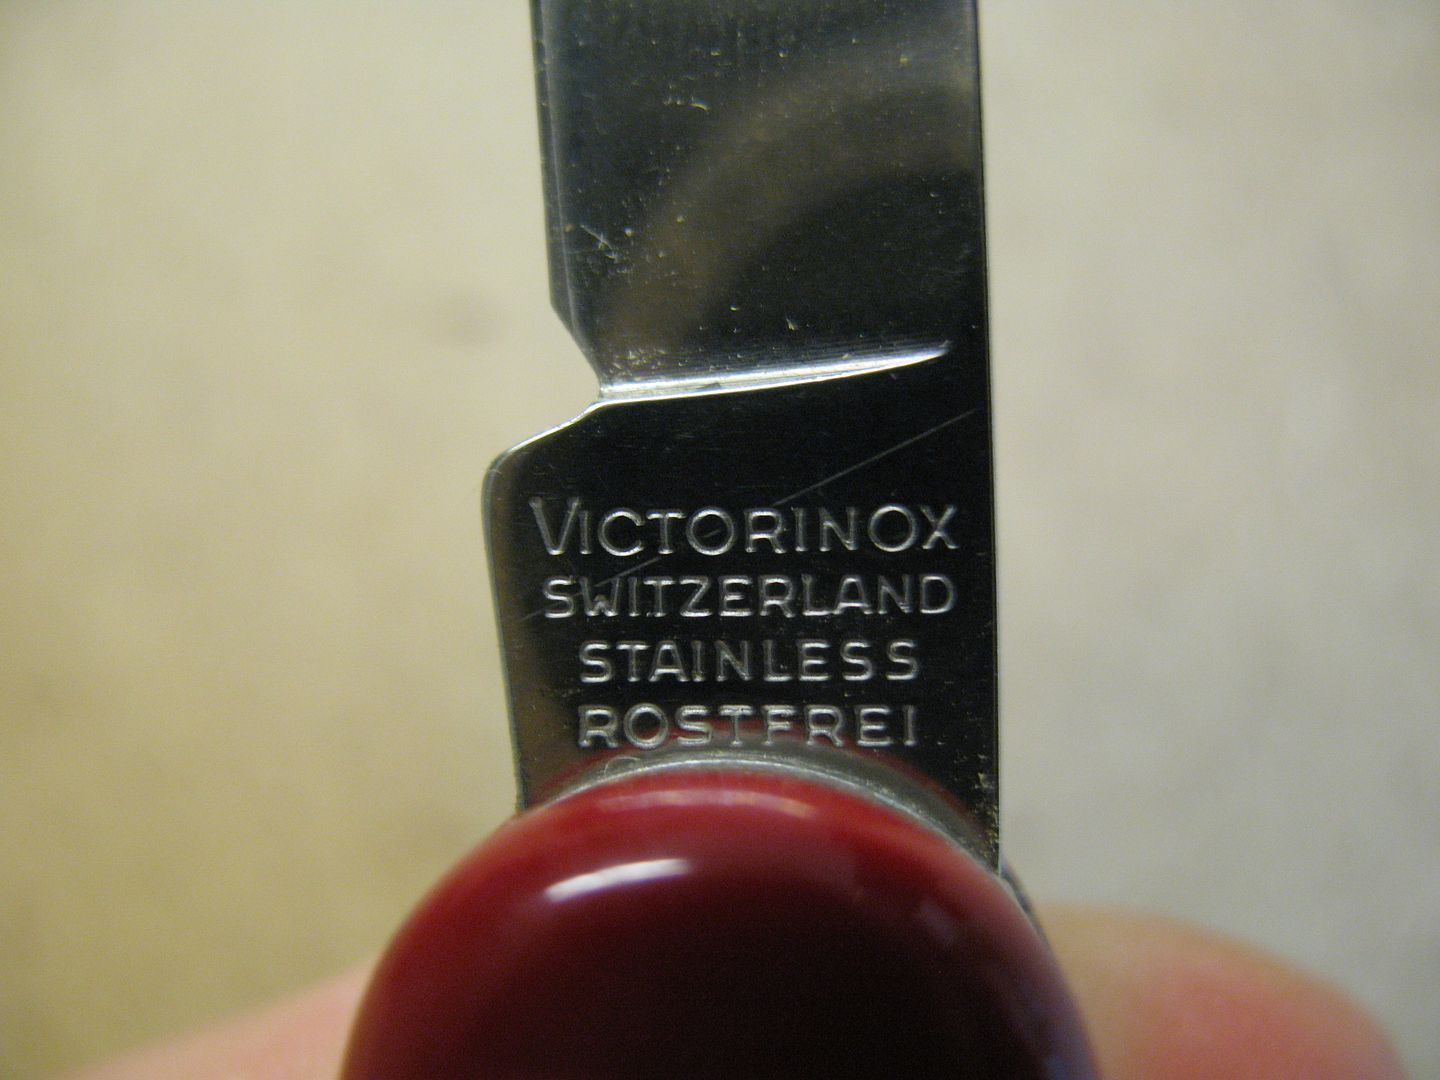 VICTORINOX
SWITZERLAND
STAINLESS
ROSTFREI